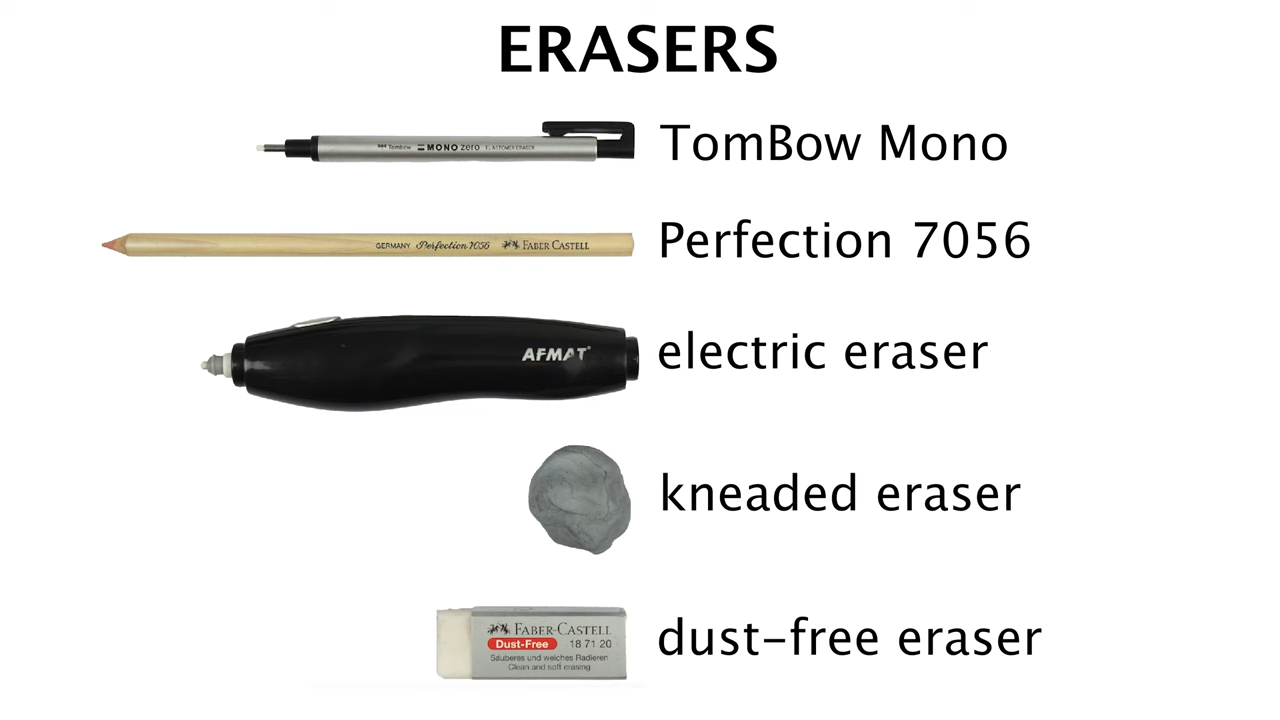 ERASERS
Tombow MONO zero ELASTOMER ERASER
TomBow Mono
GERMANY Perfection 7056 FABER CASTELL
Perfection 7056
AFMAT
electric eraser
kneaded eraser
FABER-CASTELL
Dust-Free 18 71 20
Säuberes und weiches Radieren
Clean and soft erasing
dust-free eraser